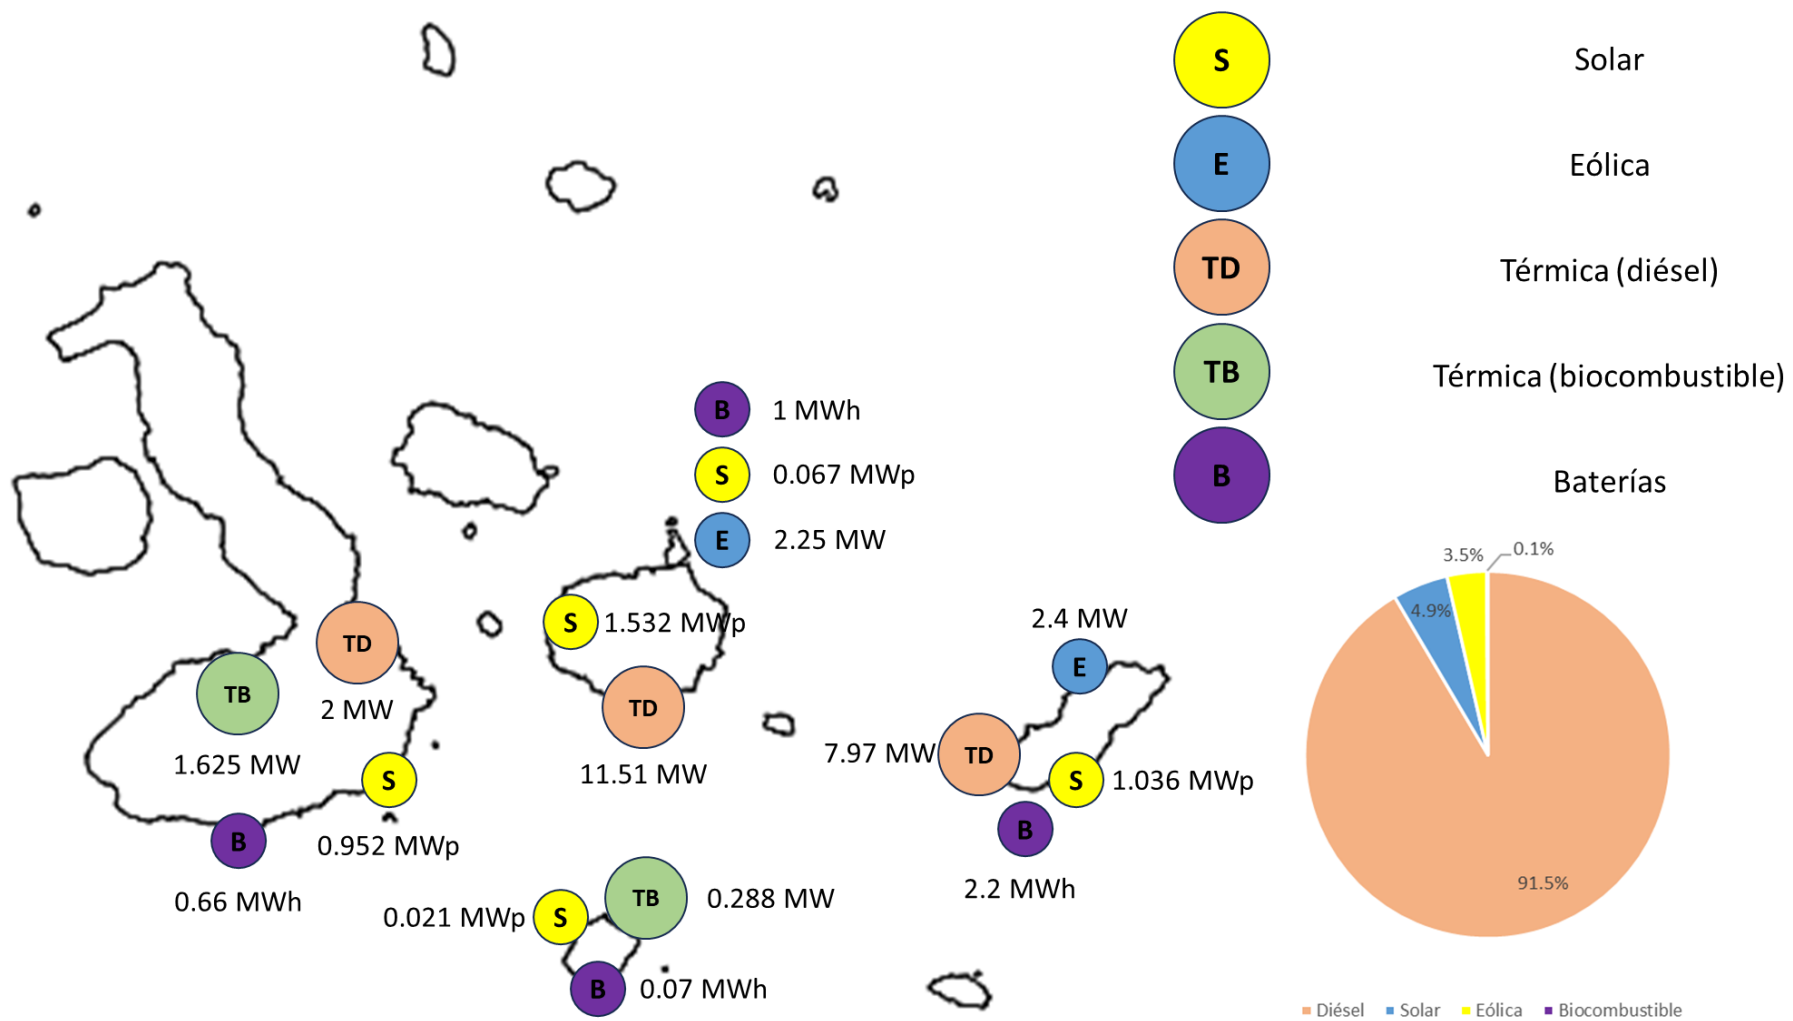 S Solar
E Eólica
TD Térmica (diésel)
TB Térmica (biocombustible)
B Baterías
B 1 MWh
S 0.067 MWp
E 2.25 MW
S 1.532 MWp
TD
11.51 MW
TD
2 MW
TB
1.625 MW
S
0.952 MWp
B
0.66 MWh
2.4 MW
E
7.97 MW TD
S 1.036 MWp
B
2.2 MWh
TB 0.288 MW
0.021 MWp S
B 0.07 MWh
3.5% 0.1%
4.9%
91.5%
Diésel Solar Eólica Biocombustible